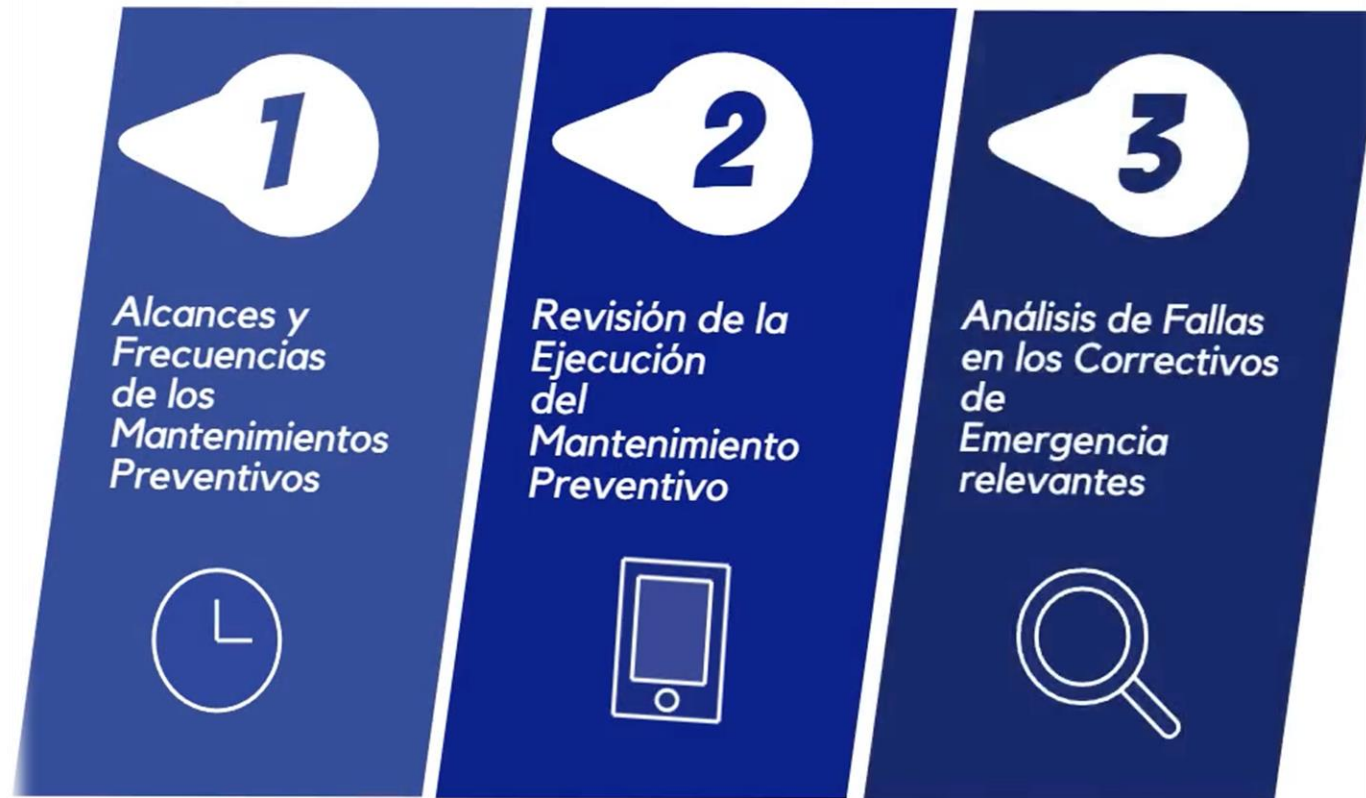 1
Alcances y
Frecuencias
de los
Mantenimientos
Preventivos
2
Revisión de la
Ejecución
del
Mantenimiento
Preventivo
3
Análisis de Fallas
en los Correctivos
de
Emergencia
relevantes